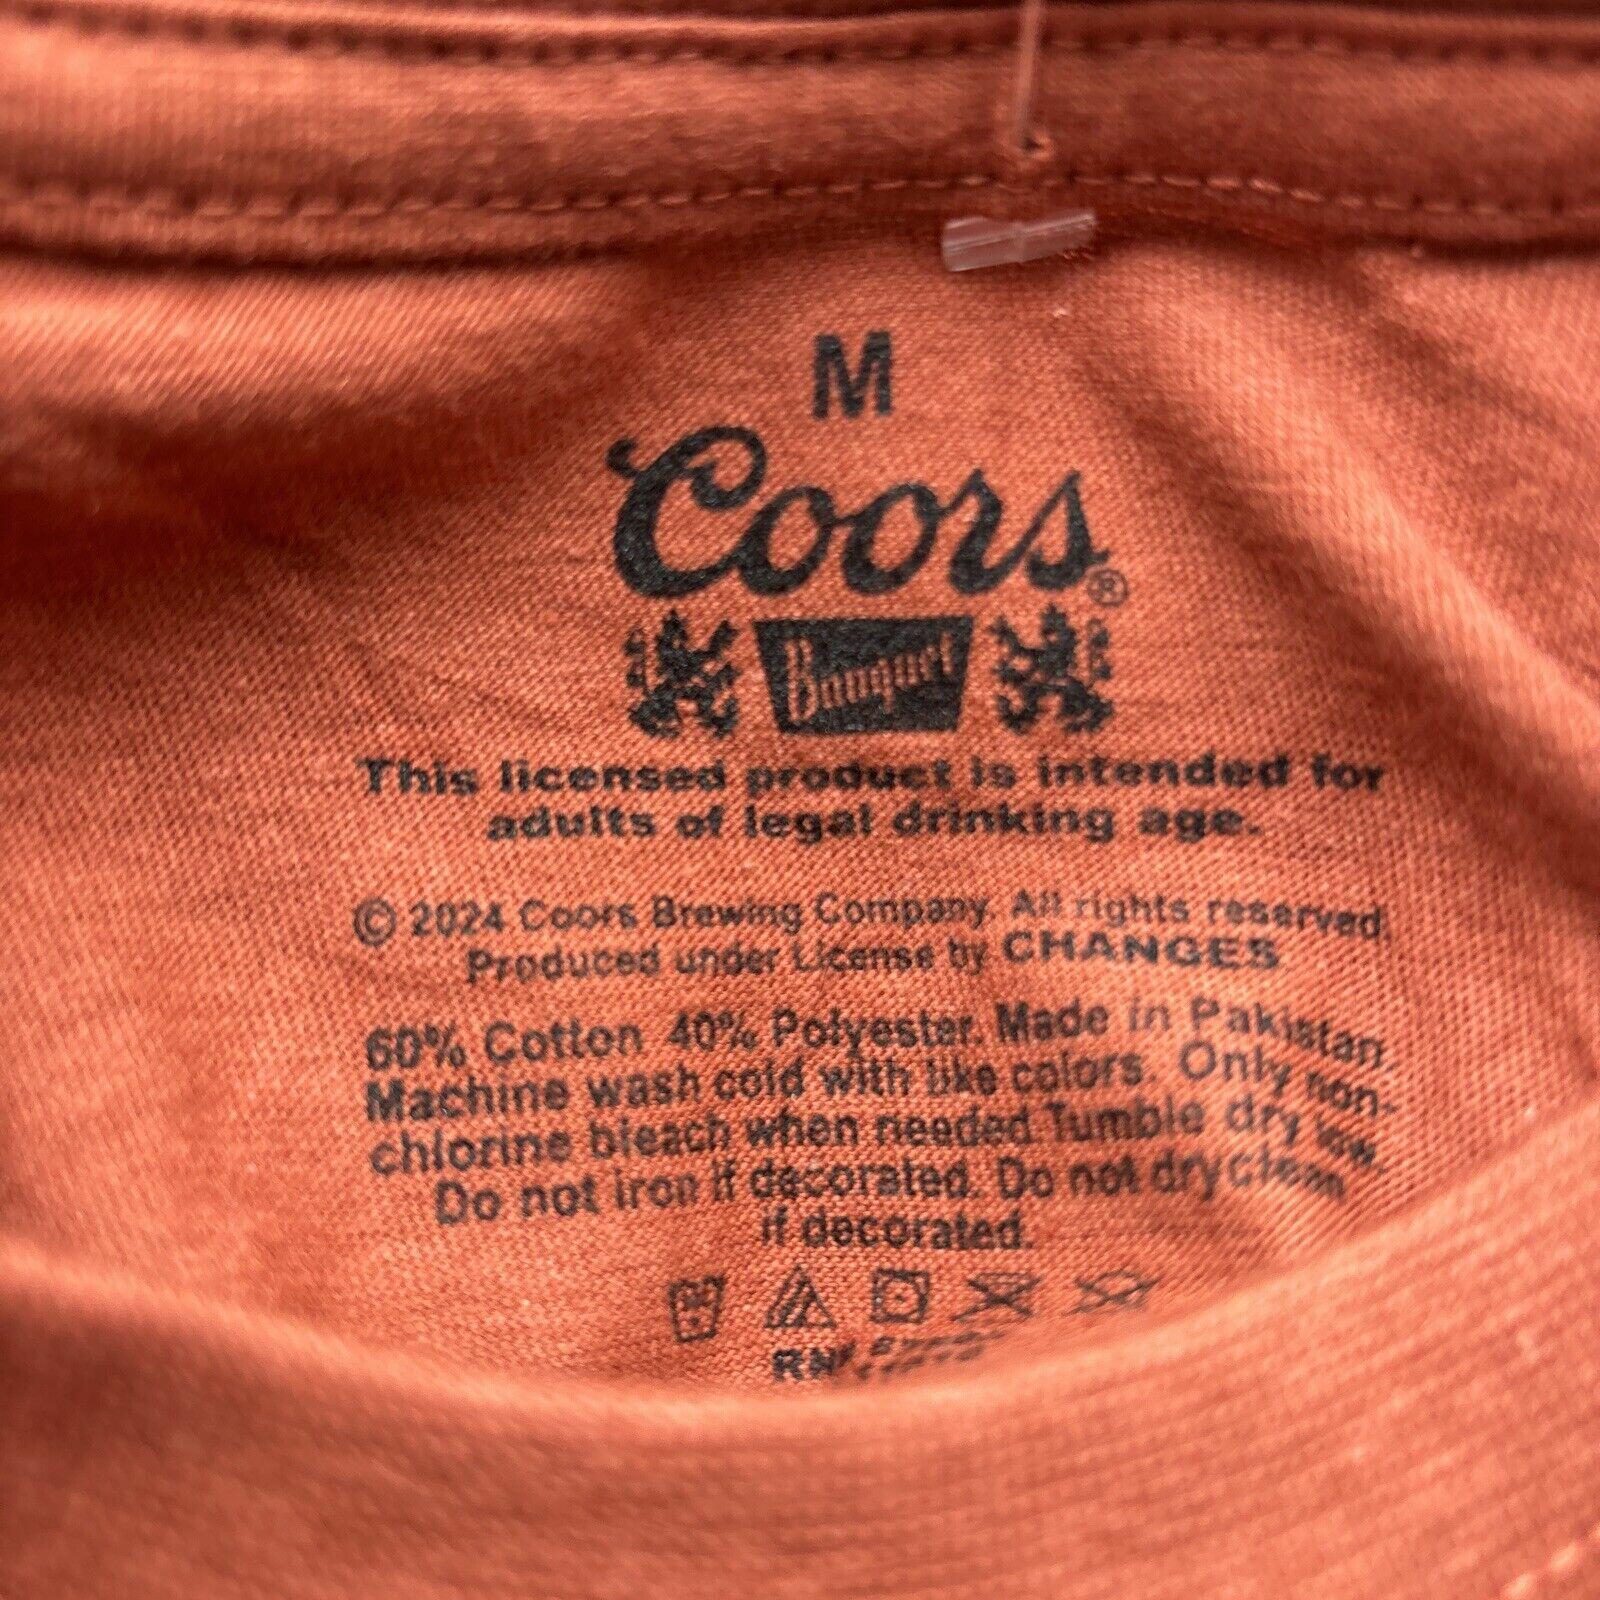 M
Coors®
Banquet
This licensed product is intended for
adults of legal drinking age.
© 2024 Coors Brewing Company. All rights reserved.
Produced under License by CHANGES
60% Cotton 40% Polyester. Made in Pakistan.
Machine wash cold with like colors. Only non-
chlorine bleach when needed. Tumble dry low.
Do not iron if decorated. Do not dry clean
if decorated.